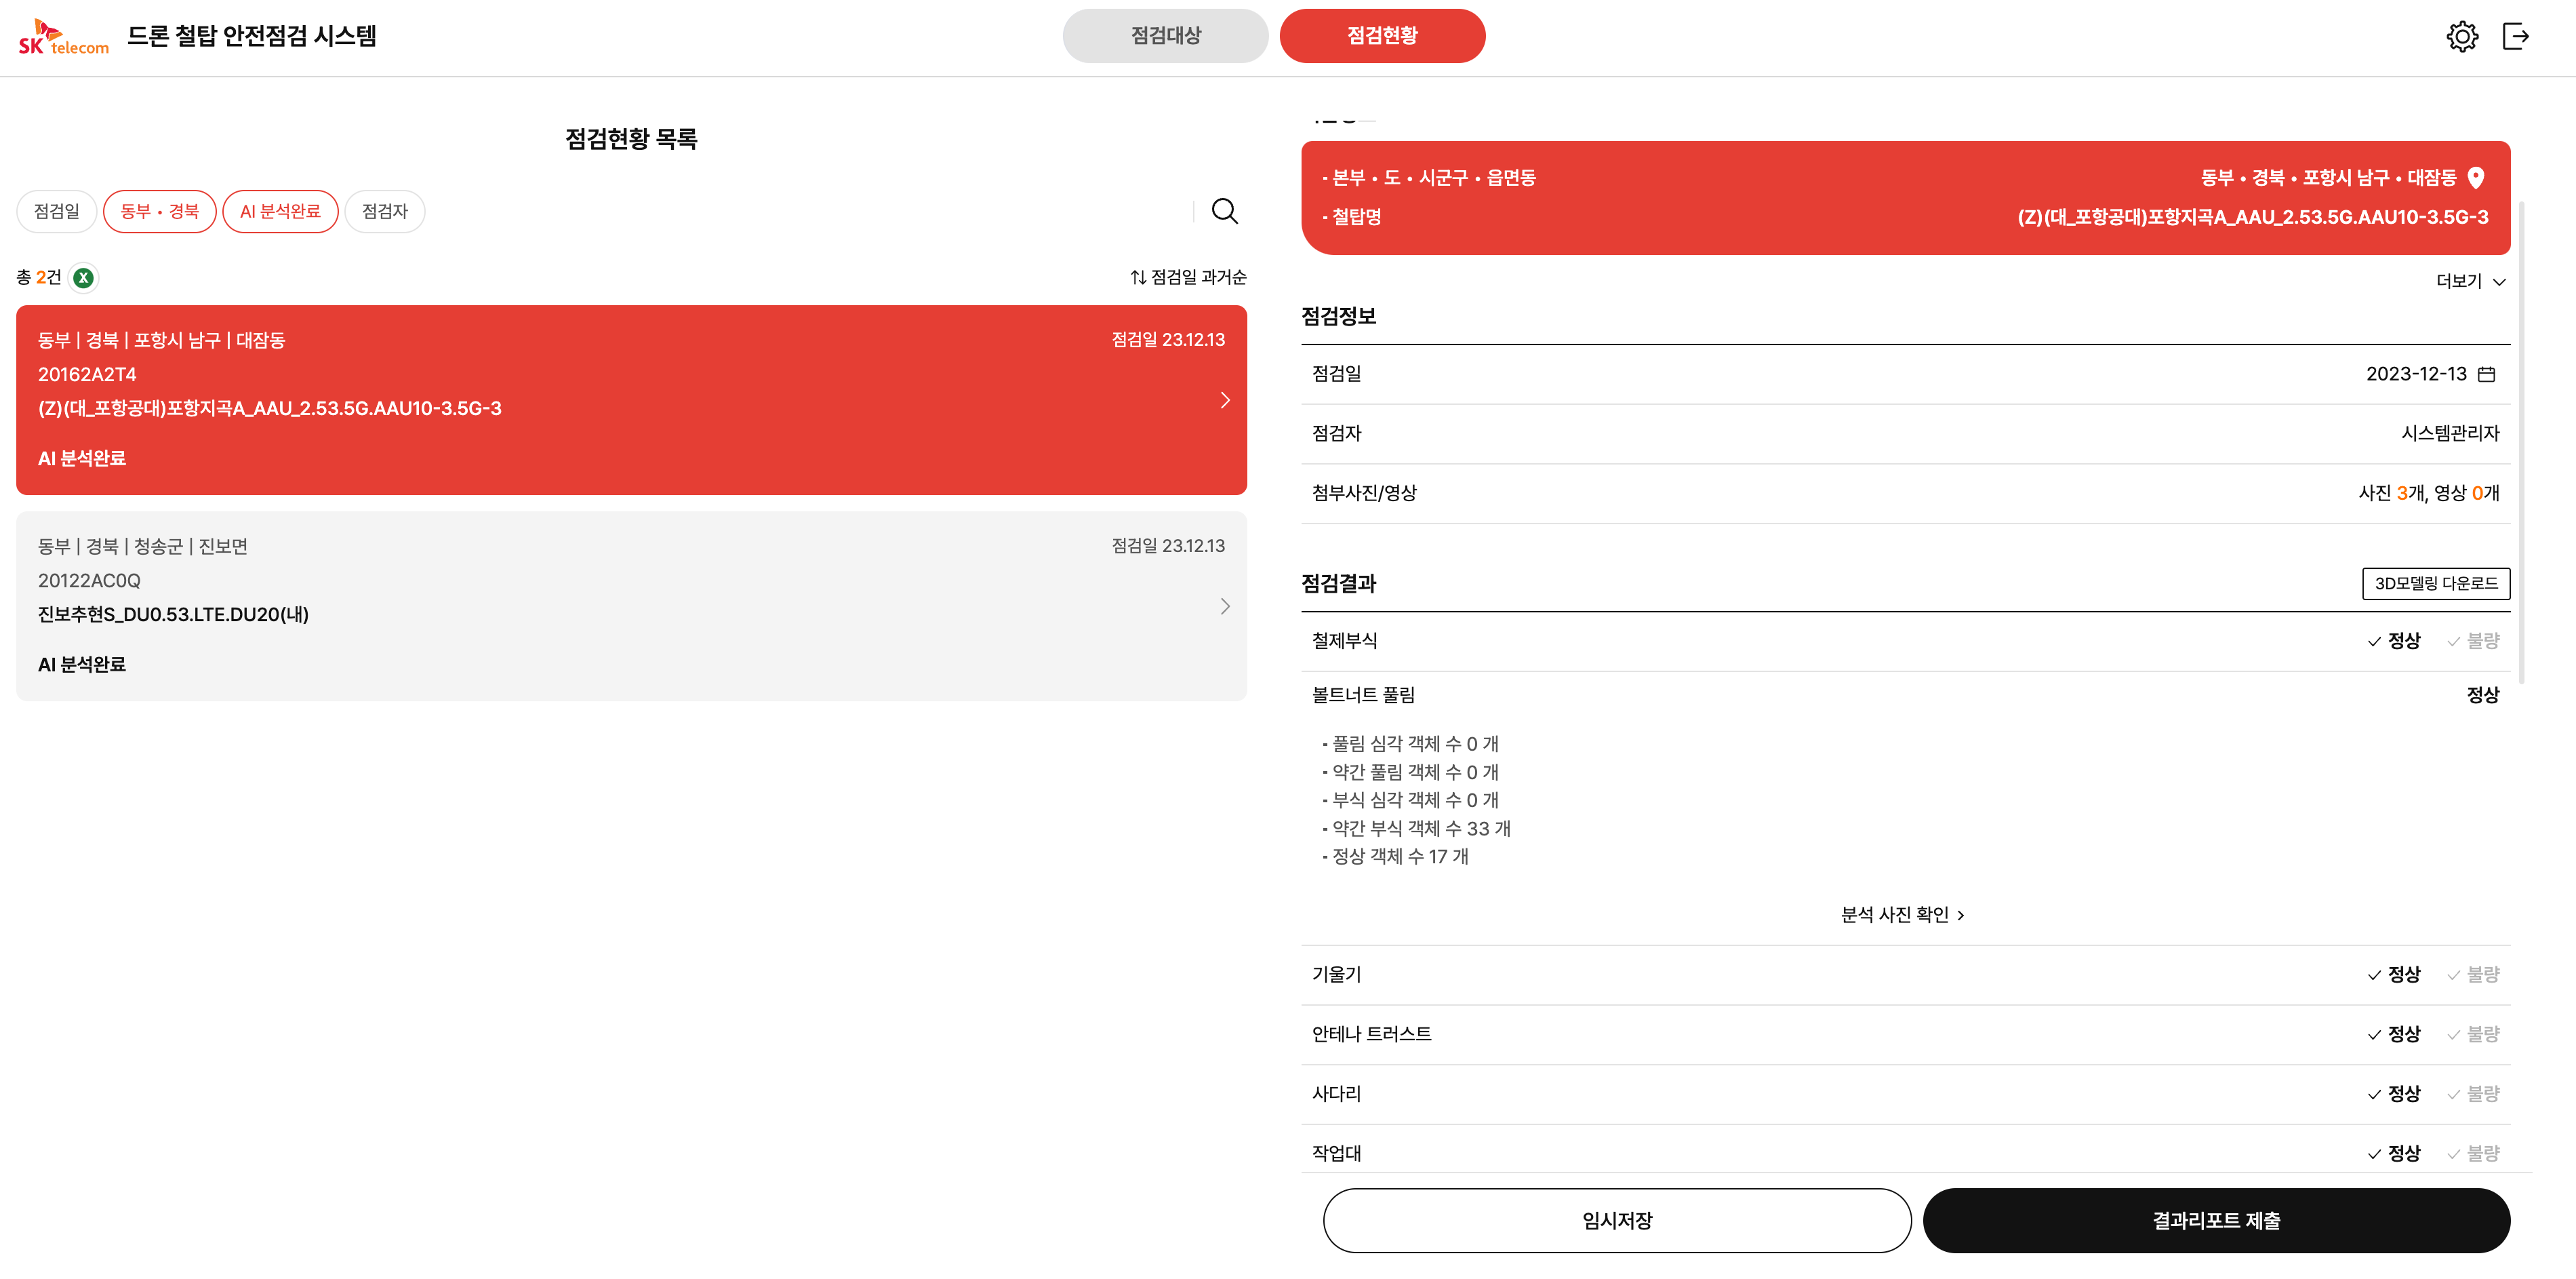 SK telecom
드론 철탑 안전점검 시스템
점검대상
점검현황
점검현황 목록
점검일
동부 • 경북
AI 분석완료
점검자
총 2건
점검일 과거순
동부 | 경북 | 포항시 남구 | 대잠동
점검일 23.12.13
20162A2T4
(Z)(대_포항공대)포항지곡A_AAU_2.53.5G.AAU10-3.5G-3
AI 분석완료
동부 | 경북 | 청송군 | 진보면
점검일 23.12.13
20122AC0Q
진보추현S_DU0.53.LTE.DU20(내)
AI 분석완료
- 본부 • 도 • 시군구 • 읍면동
동부 • 경북 • 포항시 남구 • 대잠동
- 철탑명
(Z)(대_포항공대)포항지곡A_AAU_2.53.5G.AAU10-3.5G-3
더보기
점검정보
점검일
2023-12-13
점검자
시스템관리자
첨부사진/영상
사진 3개, 영상 0개
점검결과
3D모델링 다운로드
철제부식
정상
불량
볼트너트 풀림
정상
- 풀림 심각 객체 수 0 개
- 약간 풀림 객체 수 0 개
- 부식 심각 객체 수 0 개
- 약간 부식 객체 수 33 개
- 정상 객체 수 17 개
분석 사진 확인 >
기울기
정상
불량
안테나 트러스트
정상
불량
사다리
정상
불량
작업대
정상
불량
임시저장
결과리포트 제출